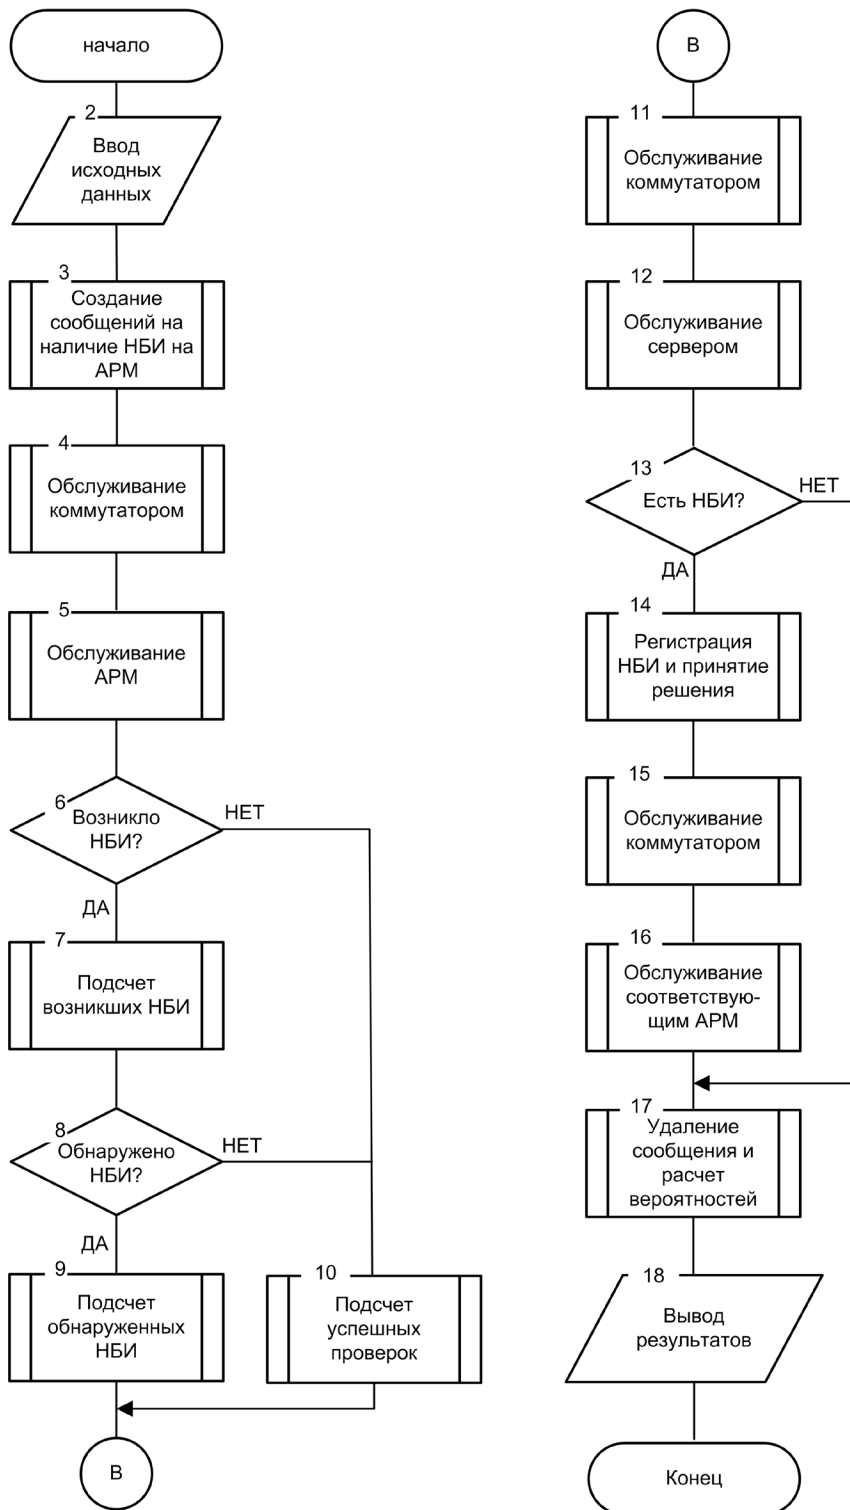 начало
2
Ввод
исходных
данных
3
Создание
сообщений на
наличие НБИ на
АРМ
4
Обслуживание
коммутатором
5
Обслуживание
АРМ
6
Возникло
НБИ?
НЕТ
ДА
7
Подсчет
возникших НБИ
8
Обнаружено
НБИ?
НЕТ
ДА
9
Подсчет
обнаруженных
НБИ
10
Подсчет
успешных
проверок
В
В
11
Обслуживание
коммутатором
12
Обслуживание
сервером
13
Есть НБИ?
НЕТ
ДА
14
Регистрация
НБИ и принятие
решения
15
Обслуживание
коммутатором
16
Обслуживание
соответствую-
щим АРМ
17
Удаление
сообщения и
расчет
вероятностей
18
Вывод
результатов
Конец